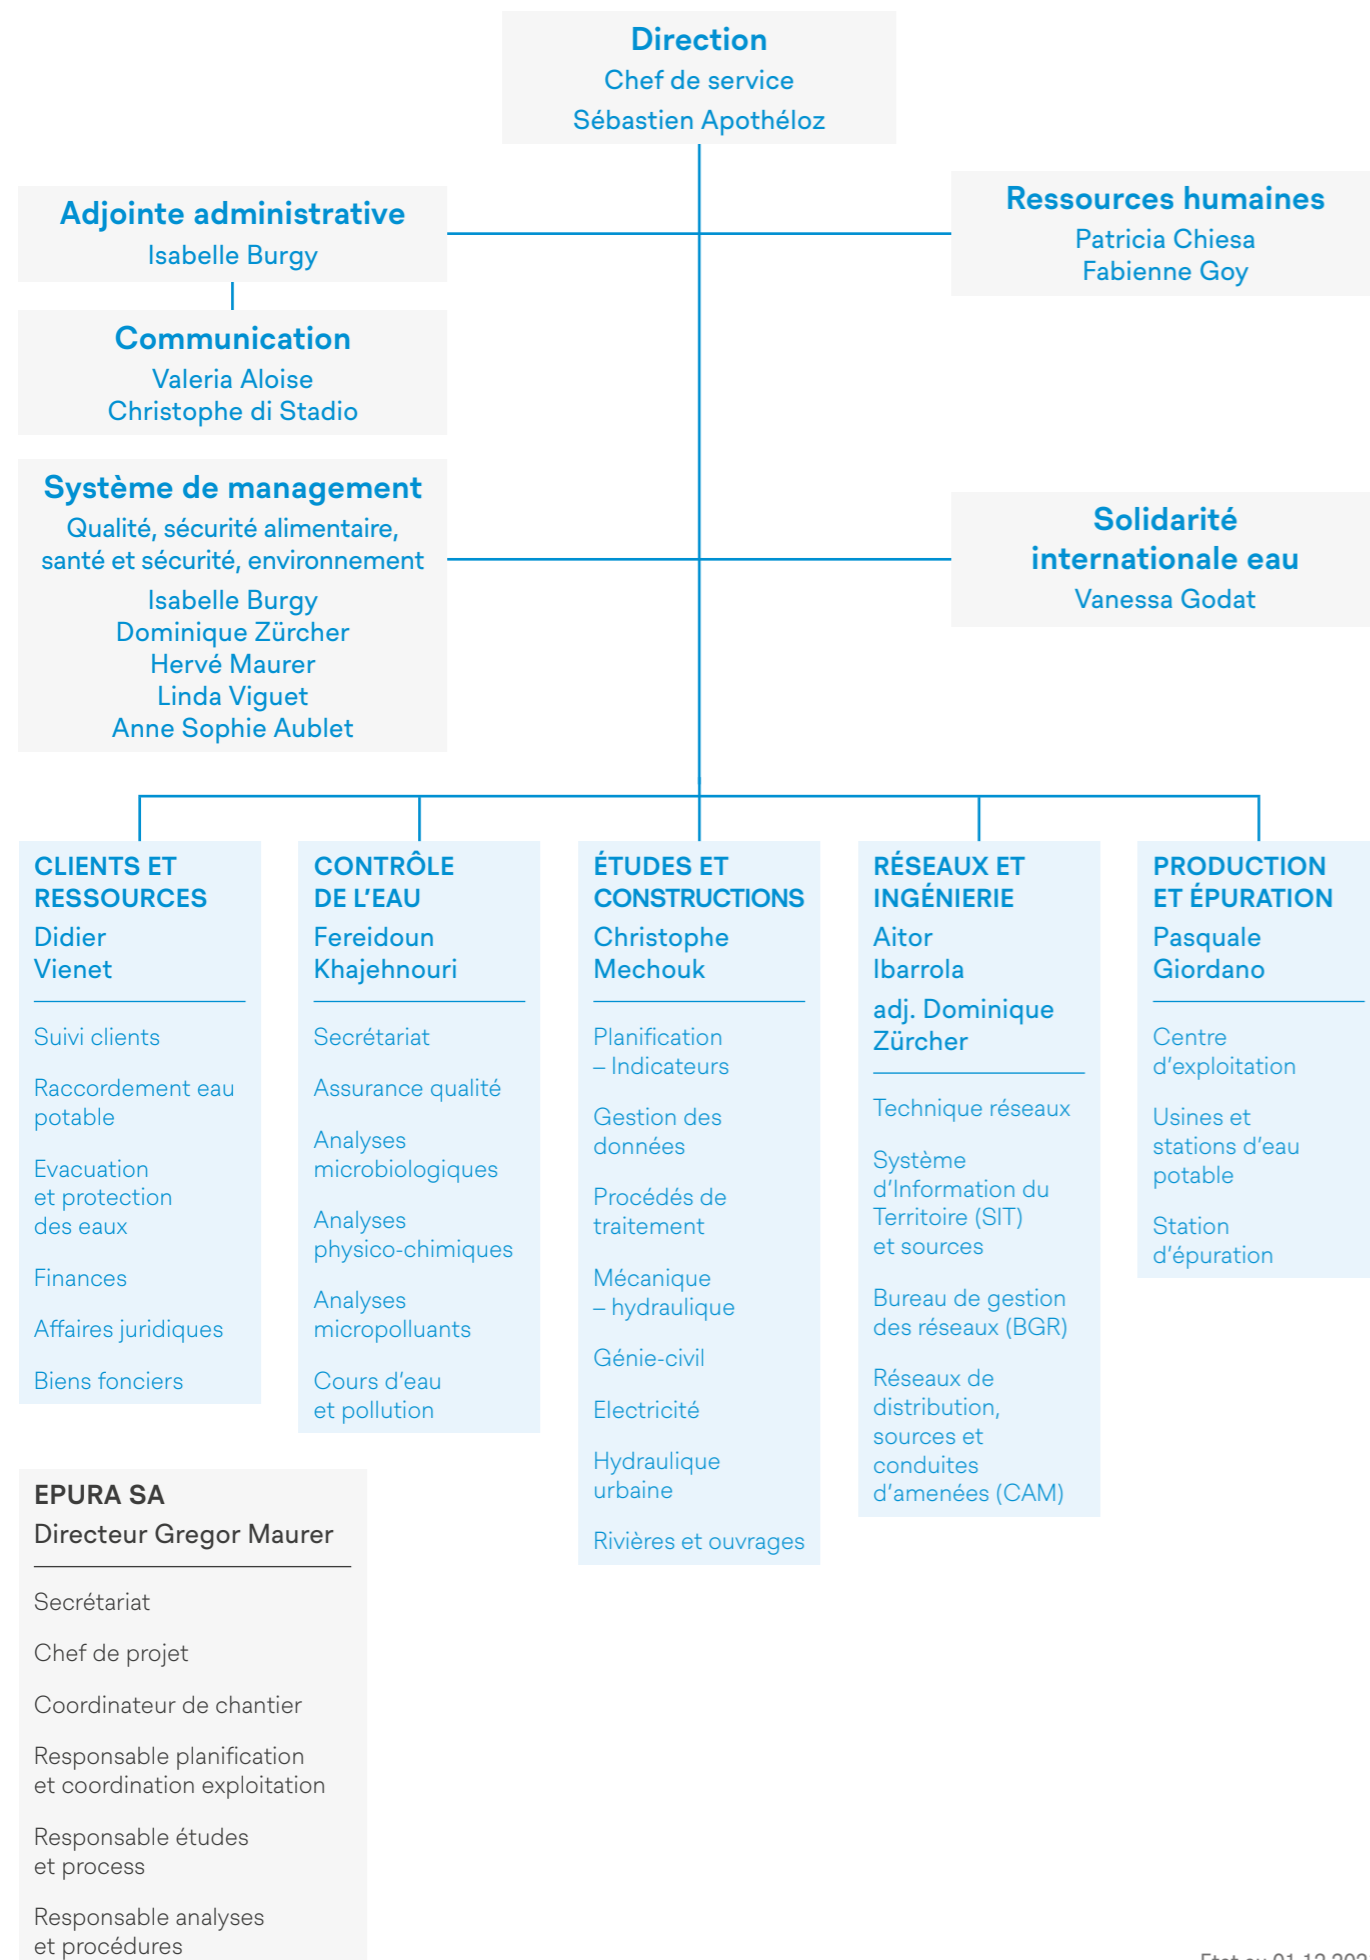 Direction
Chef de service
Sébastien Apothéloz
Adjointe administrative
Isabelle Burgy
Ressources humaines
Patricia Chiesa
Fabienne Goy
Communication
Valeria Aloise
Christophe di Stadio
Système de management
Qualité, sécurité alimentaire,
santé et sécurité, environnement
Isabelle Burgy
Dominique Zürcher
Hervé Maurer
Linda Viguet
Anne Sophie Aublet
Solidarité
internationale eau
Vanessa Godat
CLIENTS ET
RESSOURCES
Didier
Vienet
Suivi clients
Raccordement eau
potable
Evacuation
et protection
des eaux
Finances
Affaires juridiques
Biens fonciers
CONTRÔLE
DE L'EAU
Fereidoun
Khajehnouri
Secrétariat
Assurance qualité
Analyses
microbiologiques
Analyses
physico-chimiques
Analyses
micropolluants
Cours d'eau
et pollution
ÉTUDES ET
CONSTRUCTIONS
Christophe
Mechouk
Planification
– Indicateurs
Gestion des
données
Procédés de
traitement
Mécanique
– hydraulique
Génie-civil
Electricité
Hydraulique
urbaine
Rivières et ouvrages
RÉSEAUX ET
INGÉNIERIE
Aitor
Ibarrola
adj. Dominique
Zürcher
Technique réseaux
Système
d'Information du
Territoire (SIT)
et sources
Bureau de gestion
des réseaux (BGR)
Réseaux de
distribution,
sources et
conduites
d'amenées (CAM)
PRODUCTION
ET ÉPURATION
Pasquale
Giordano
Centre
d'exploitation
Usines et
stations d'eau
potable
Station
d'épuration
EPURA SA
Directeur Gregor Maurer
Secrétariat
Chef de projet
Coordinateur de chantier
Responsable planification
et coordination exploitation
Responsable études
et process
Responsable analyses
et procédures
Etat au